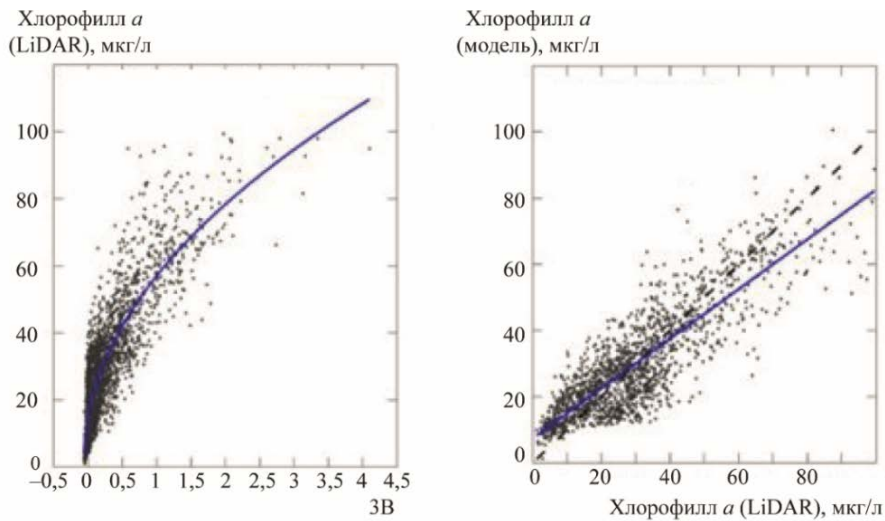 Хлорофилл a
(LiDAR), мкг/л
100
80
60
40
20
0
–0,5 0 0,5 1 1,5 2 2,5 3 3,5 4 4,5
3B
Хлорофилл a
(модель), мкг/л
100
80
60
40
20
0
0 20 40 60 80
Хлорофилл a (LiDAR), мкг/л